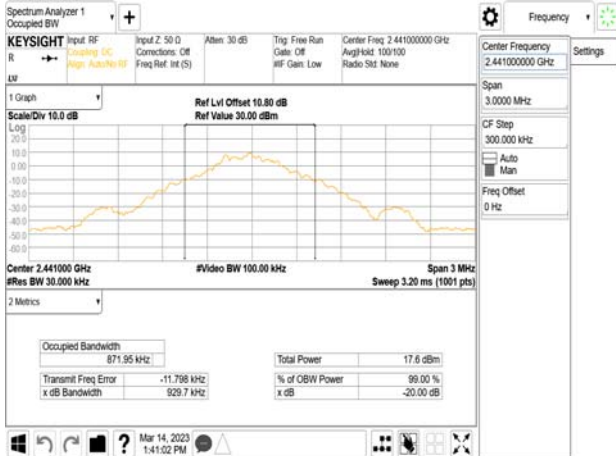 Spectrum Analyzer 1
Occupied BW
+
Frequency
KEYSIGHT
R
Input: RF
Coupling: DC
Align: Auto/No RF
Input Z: 50 Ω
Corrections: Off
Freq Ref: Int (S)
Atten: 30 dB
Trig: Free Run
Gate: Off
#IF Gain: Low
Center Freq: 2.441000000 GHz
Avg|Hold: 100/100
Radio Std: None
Center Frequency
2.441000000 GHz
Settings
Span
3.0000 MHz
CF Step
300.000 kHz
Auto
Man
Freq Offset
0 Hz
1 Graph
Scale/Div 10.0 dB
Ref Lvl Offset 10.80 dB
Ref Value 30.00 dBm
Log
20.0
10.0
0.00
-10.0
-20.0
-30.0
-40.0
-50.0
-60.0
Center 2.441000 GHz
#Res BW 30.000 kHz
#Video BW 100.00 kHz
Span 3 MHz
Sweep 3.20 ms (1001 pts)
2 Metrics
Occupied Bandwidth
871.95 kHz
Total Power 17.6 dBm
Transmit Freq Error -11.798 kHz
% of OBW Power 99.00 %
x dB Bandwidth 929.7 kHz
x dB -20.00 dB
?
Mar 14, 2023
1:41:02 PM